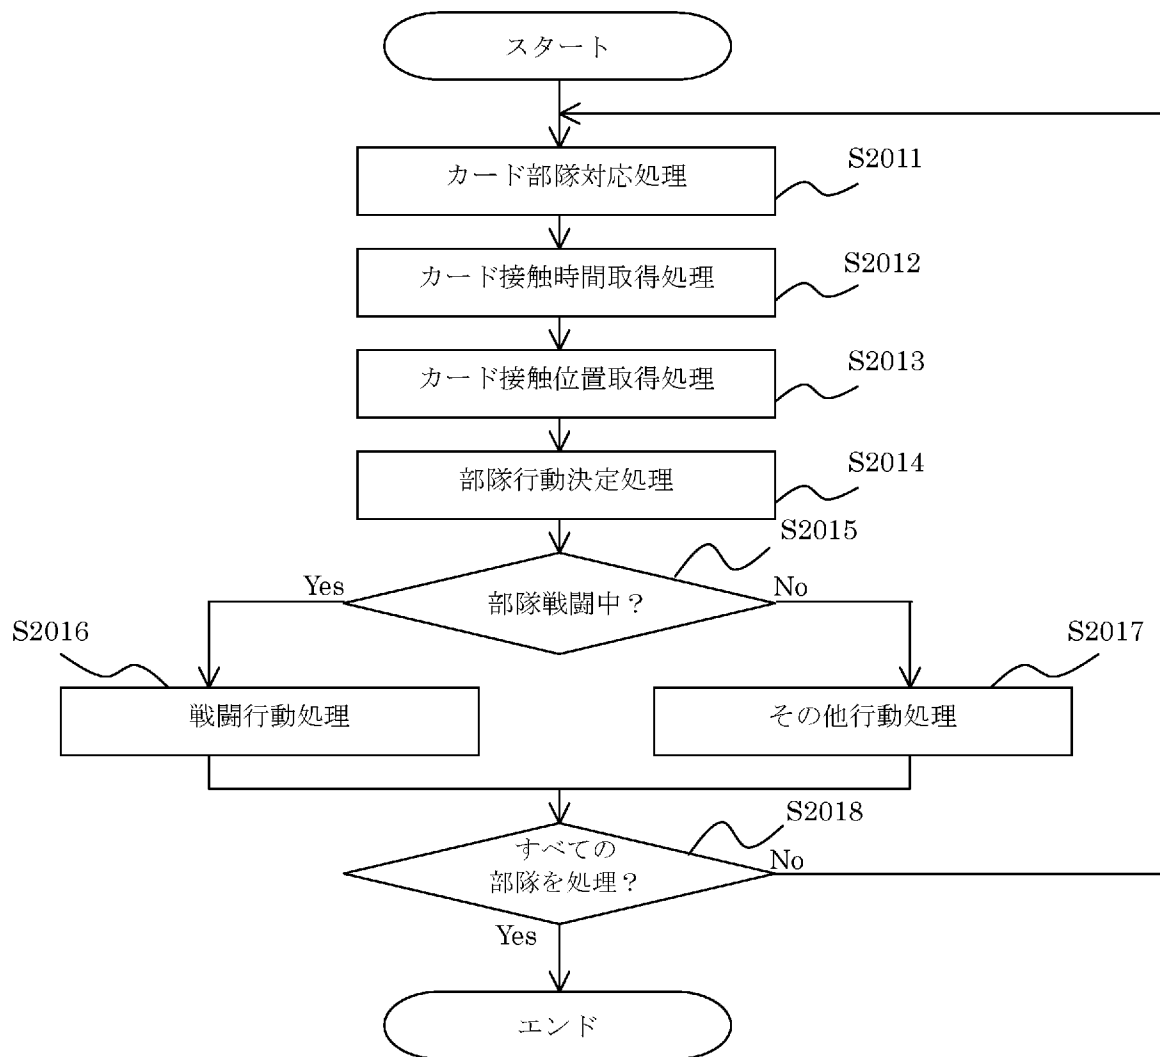 スタート
カード部隊対応処理
S2011
カード接触時間取得処理
S2012
カード接触位置取得処理
S2013
部隊行動決定処理
S2014
S2015
Yes
部隊戦闘中？
No
S2016
戦闘行動処理
S2017
その他行動処理
S2018
すべての
部隊を処理？
No
Yes
エンド